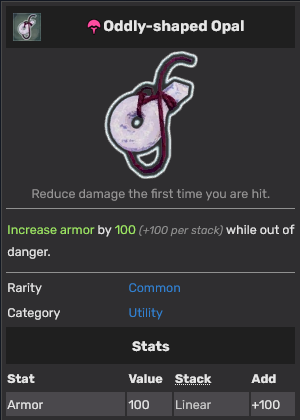 Oddly-shaped Opal
Reduce damage the first time you are hit.
Increase armor by 100 (+100 per stack) while out of
danger.
Rarity Common
Category Utility
Stats
Stat Value Stack Add
Armor 100 Linear +100